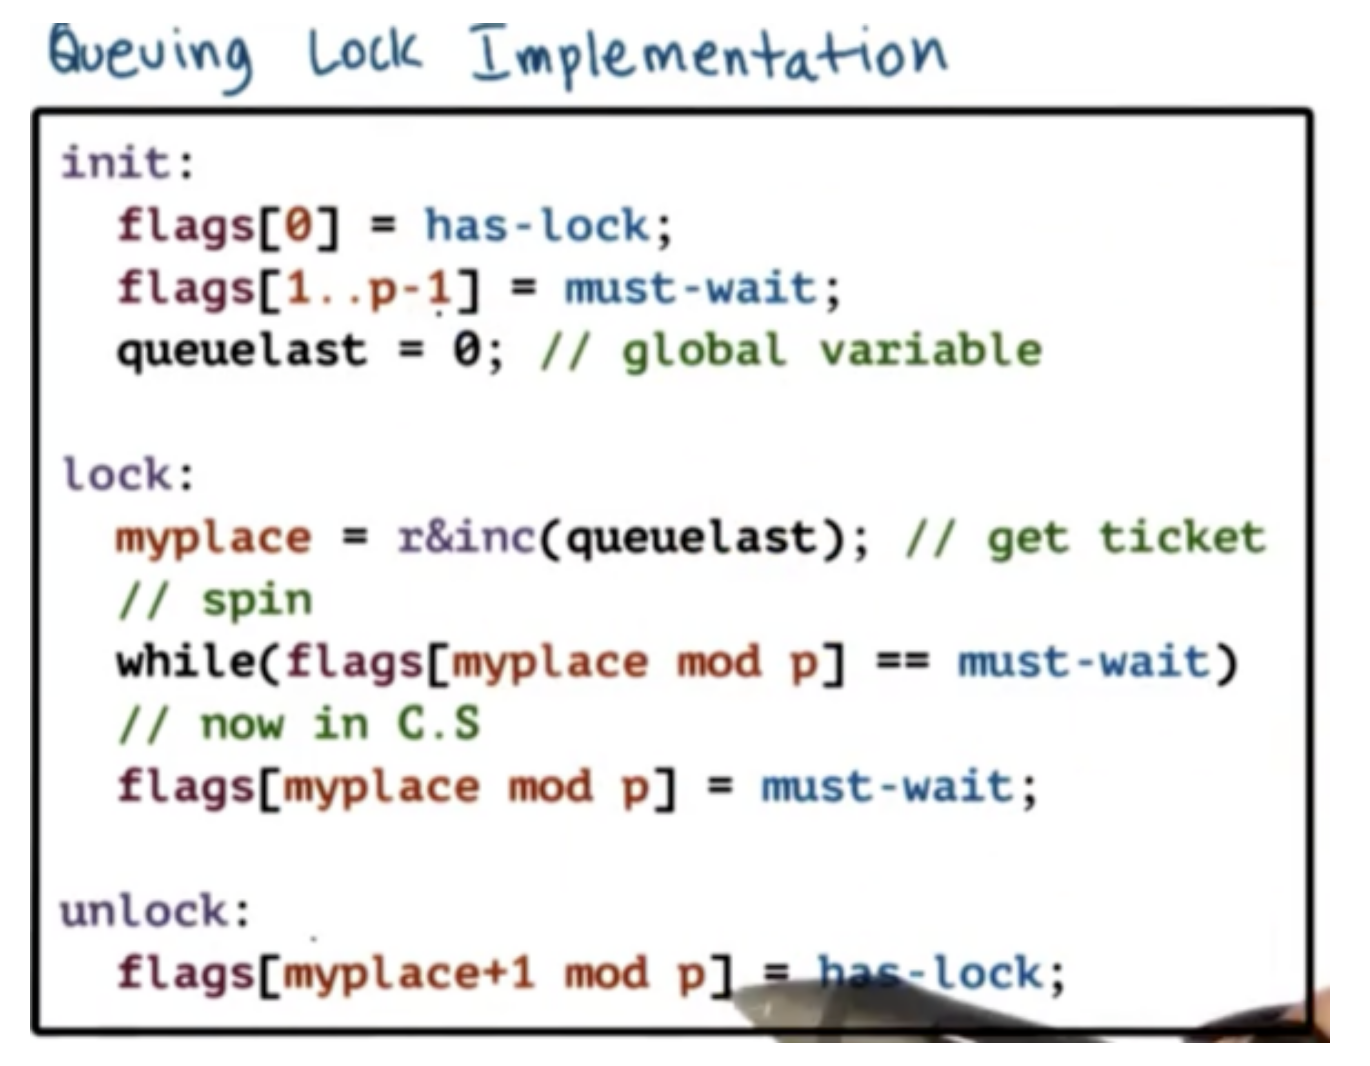 Queuing Lock Implementation
init:
flags[0] = has-lock;
flags[1..p-1] = must-wait;
queuelast = 0; // global variable
lock:
myplace = r&inc(queuelast); // get ticket
// spin
while(flags[myplace mod p] == must-wait)
// now in C.S
flags[myplace mod p] = must-wait;
unlock:
flags[myplace+1 mod p] = has-lock;